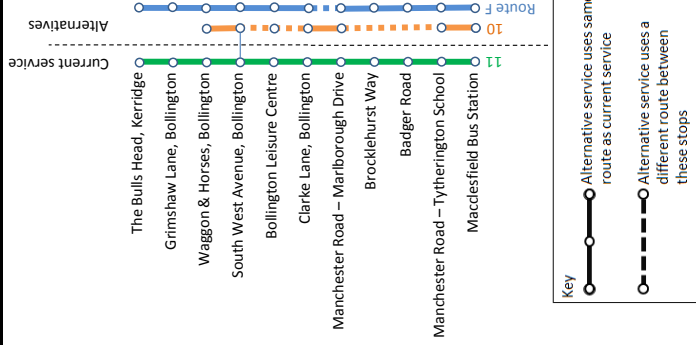 Route F
Alternatives
10
Current service
11
The Bulls Head, Kerridge
Grimshaw Lane, Bollington
Waggon & Horses, Bollington
South West Avenue, Bollington
Bollington Leisure Centre
Clarke Lane, Bollington
Manchester Road – Marlborough Drive
Brocklehurst Way
Badger Road
Manchester Road – Tytherington School
Macclesfield Bus Station
Key
Alternative service uses same
route as current service
Alternative service uses a
different route between
these stops